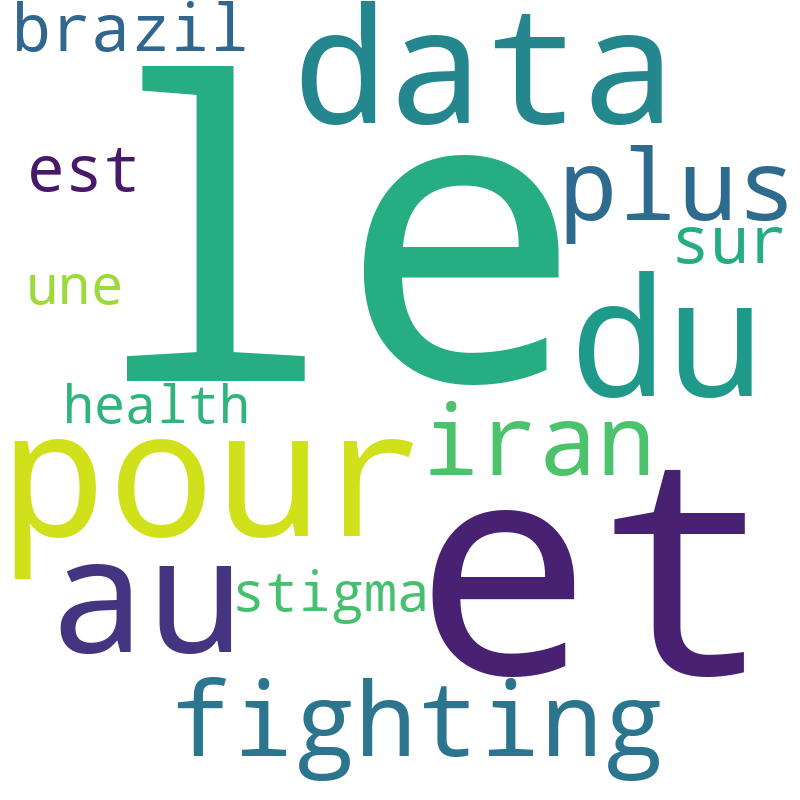 brazil
data
le
est
plus
sur
une
du
health
iran
pour
et
au
stigma
fighting